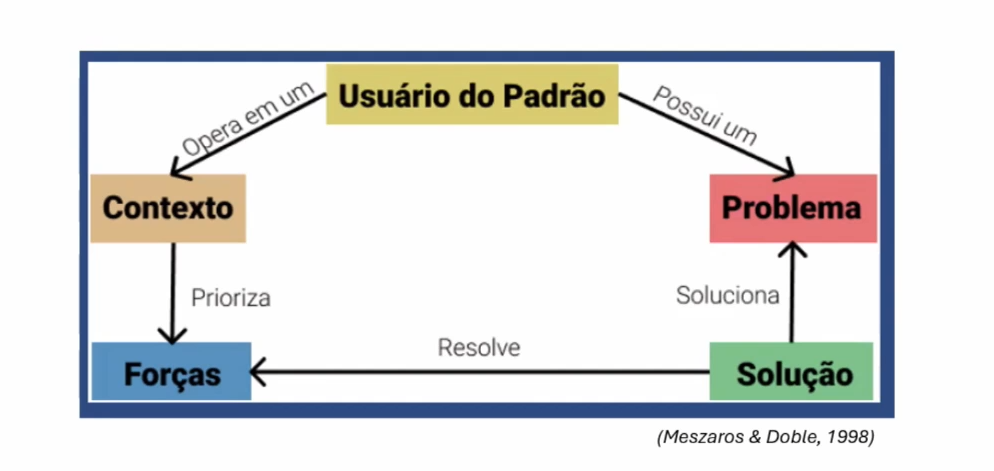 Usuário do Padrão
Opera em um
Possui um
Contexto
Problema
Prioriza
Soluciona
Resolve
Forças
Solução
(Meszaros & Doble, 1998)